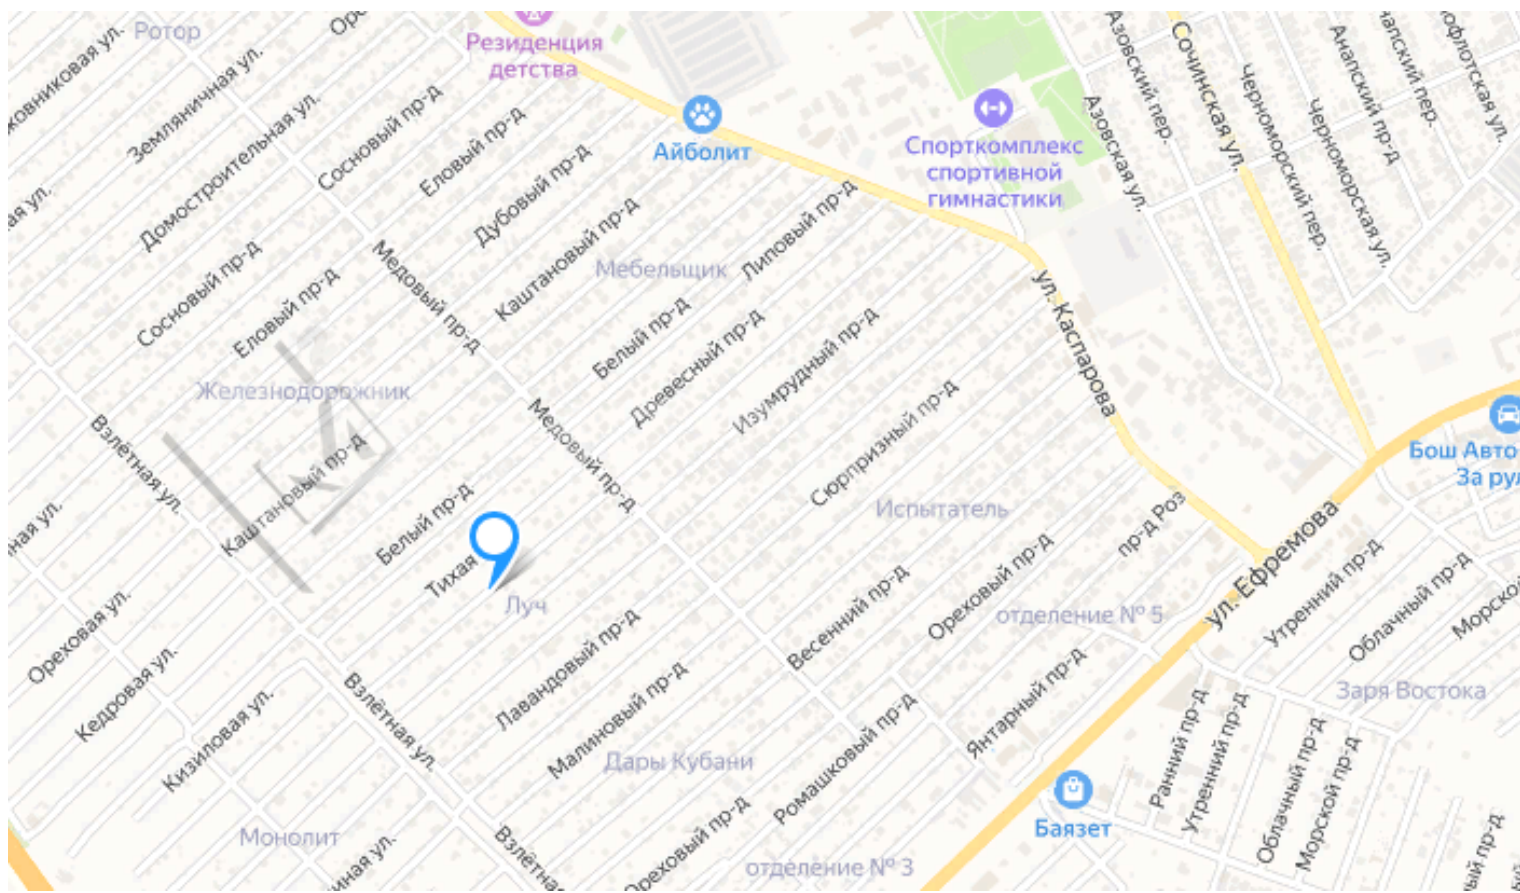 Ротор
Резиденция
детства
Земляничная ул.
Домостроительная ул.
Сосновый пр-д
Еловый пр-д
Дубовый пр-д
Каштановый пр-д
Айболит
Спорткомплекс
спортивной
гимнастики
Азовский пер.
Азовская ул.
Сочинская ул.
Черноморский пер.
Черноморская ул.
Анапский пр-д
Сосновый пр-д
Еловый пр-д
Медовый пр-д
Мебельщик
Липовый пр-д
Белый пр-д
Древесный пр-д
Изумрудный пр-д
ул. Каспарова
Железнодорожник
Взлётная ул.
Каштановый пр-д
Медовый пр-д
Сюрпризный пр-д
Испытатель
Бош Авто
За рул
Белый пр-д
Тихая
Луч
пр-д Роз
Ореховый пр-д
Весенний пр-д
отделение № 5
ул. Ефремова
Утренний пр-д
Облачный пр-д
Морско
Заря Востока
Ореховая ул.
Кедровая ул.
Кизиловая ул.
Взлётная ул.
Лавандовый пр-д
Малиновый пр-д
Дары Кубани
Ромашковый пр-д
Янтарный пр-д
Ранний пр-д
Утренний пр-д
Облачный пр-д
Морской пр-д
Баязет
Монолит
Взлётная
Ореховый пр-д
отделение № 3